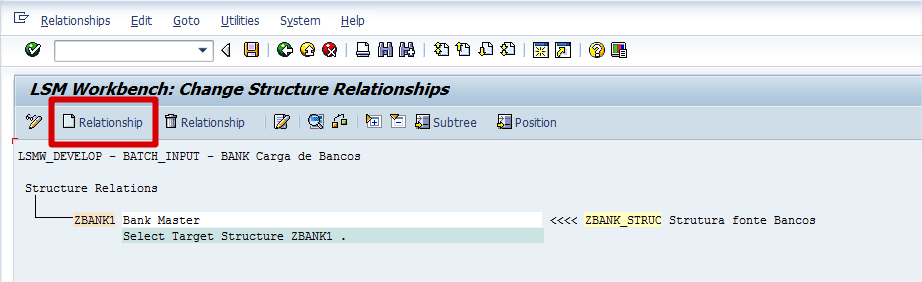 Relationships Edit Goto Utilities System Help
LSM Workbench: Change Structure Relationships
Relationship Relationship Subtree Position
LSMW_DEVELOP - BATCH_INPUT - BANK Carga de Bancos
Structure Relations
ZBANK1 Bank Master <<<< ZBANK_STRUC Strutura fonte Bancos
Select Target Structure ZBANK1 .